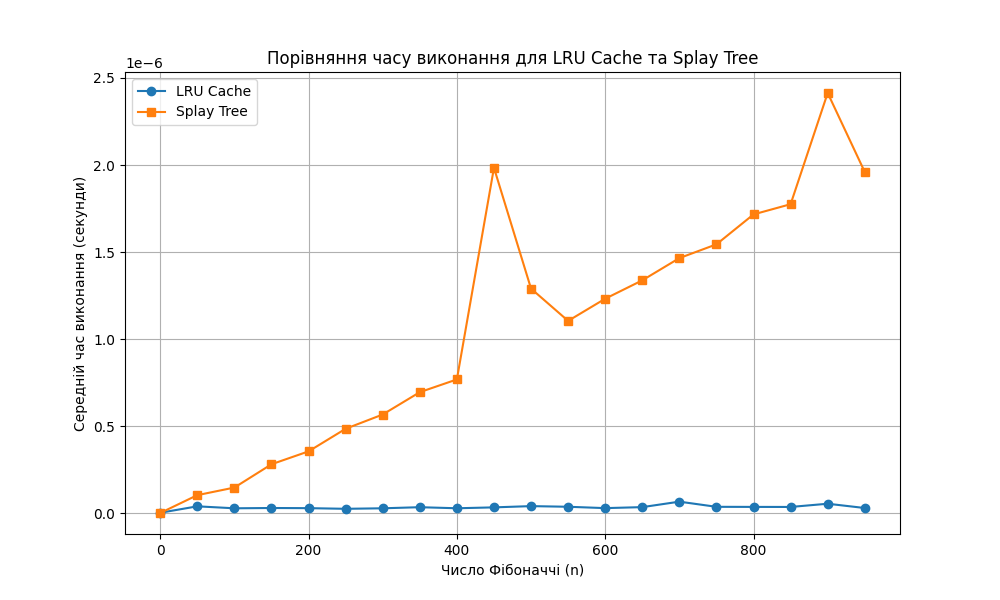 Порівняння часу виконання для LRU Cache та Splay Tree
1e−6
LRU Cache
Splay Tree
2.5
2.0
1.5
1.0
0.5
0.0
Середній час виконання (секунди)
0 200 400 600 800
Число Фібоначчі (n)